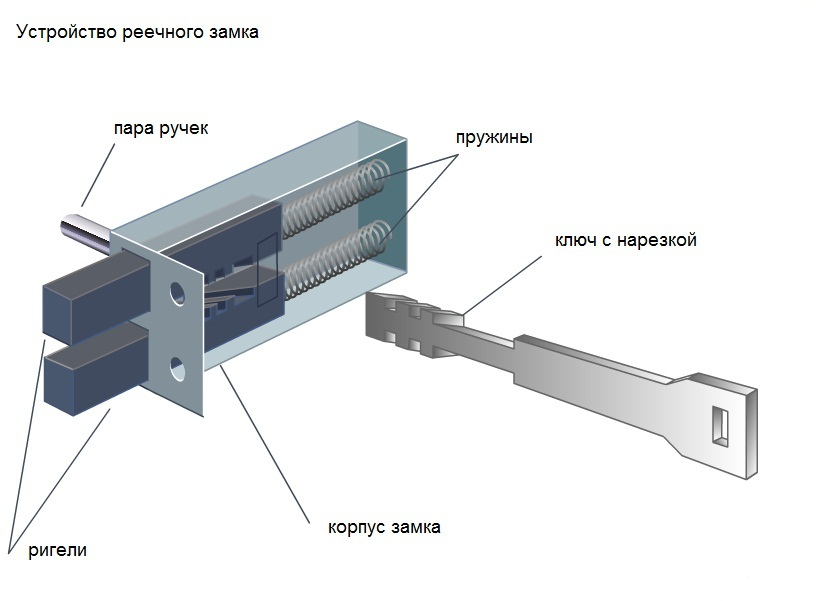 Устройство реечного замка
пара ручек
пружины
ключ с нарезкой
корпус замка
ригели